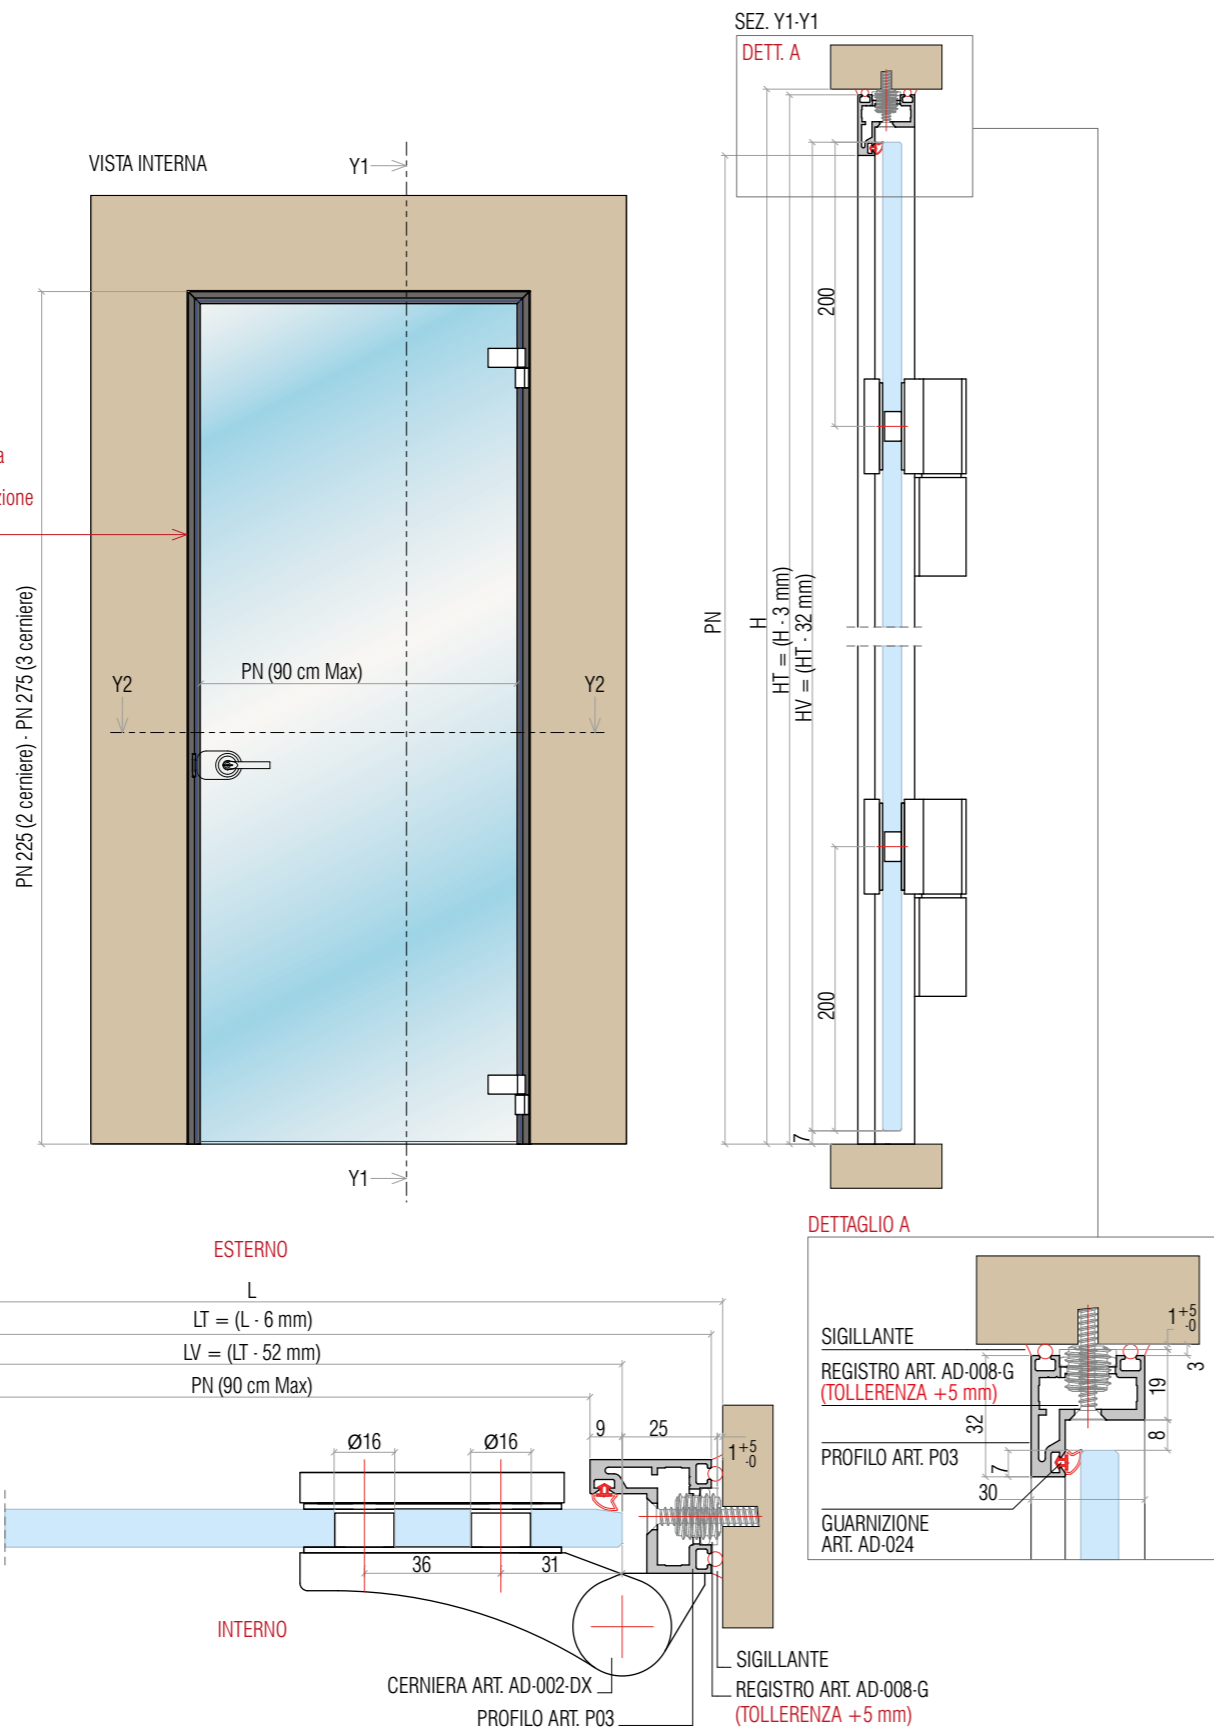 SEZ. Y1-Y1
DETT. A
VISTA INTERNA
Y1
200
PN 225 (2 cerniere) - PN 275 (3 cerniere)
PN
H
HT = (H - 3 mm)
HV = (HT - 32 mm)
PN (90 cm Max)
Y2
Y2
200
7
Y1
ESTERNO
L
LT = (L - 6 mm)
LV = (LT - 52 mm)
PN (90 cm Max)
9
25
1 +5 -0
Ø16
Ø16
36
31
INTERNO
CERNIERA ART. AD-002-DX
PROFILO ART. P03
SIGILLANTE
REGISTRO ART. AD-008-G
(TOLLERENZA +5 mm)
DETTAGLIO A
SIGILLANTE
REGISTRO ART. AD-008-G
(TOLLERENZA +5 mm)
PROFILO ART. P03
GUARNIZIONE
ART. AD-024
1 +5 -0
3
19
8
32
7
30